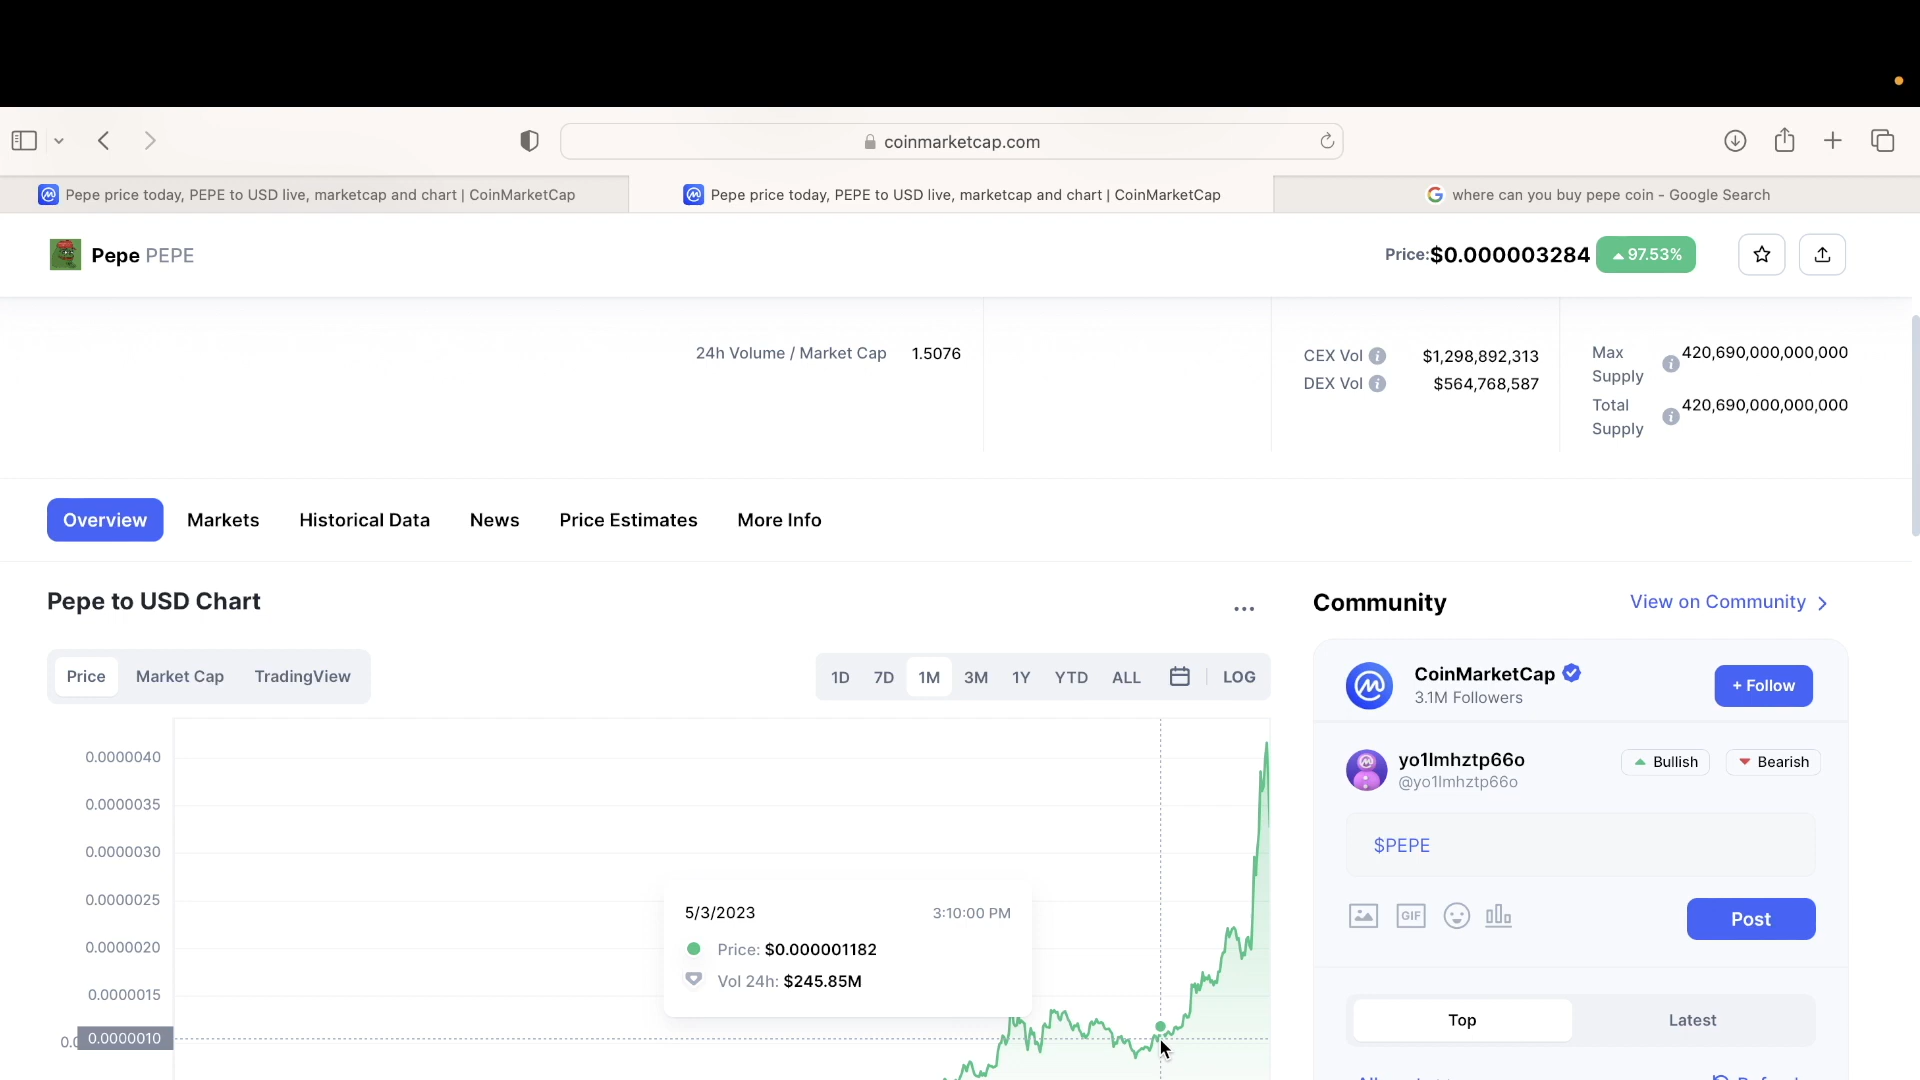 coinmarketcap.com
Pepe price today, PEPE to USD live, marketcap and chart | CoinMarketCap
Pepe price today, PEPE to USD live, marketcap and chart | CoinMarketCap
where can you buy pepe coin - Google Search
Pepe PEPE
Price:$0.000003284 97.53%
24h Volume / Market Cap 1.5076
CEX Vol $1,298,892,313
DEX Vol $564,768,587
Max Supply 420,690,000,000,000
Total Supply 420,690,000,000,000
Overview Markets Historical Data News Price Estimates More Info
Pepe to USD Chart
Price Market Cap TradingView
1D 7D 1M 3M 1Y YTD ALL LOG
0.0000040
0.0000035
0.0000030
0.0000025
0.0000020
0.0000015
0.0000010
5/3/2023 3:10:00 PM
Price: $0.000001182
Vol 24h: $245.85M
Community View on Community
CoinMarketCap
3.1M Followers
+ Follow
yo1lmhztp66o
@yo1lmhztp66o
Bullish Bearish
$PEPE
GIF
Post
Top Latest